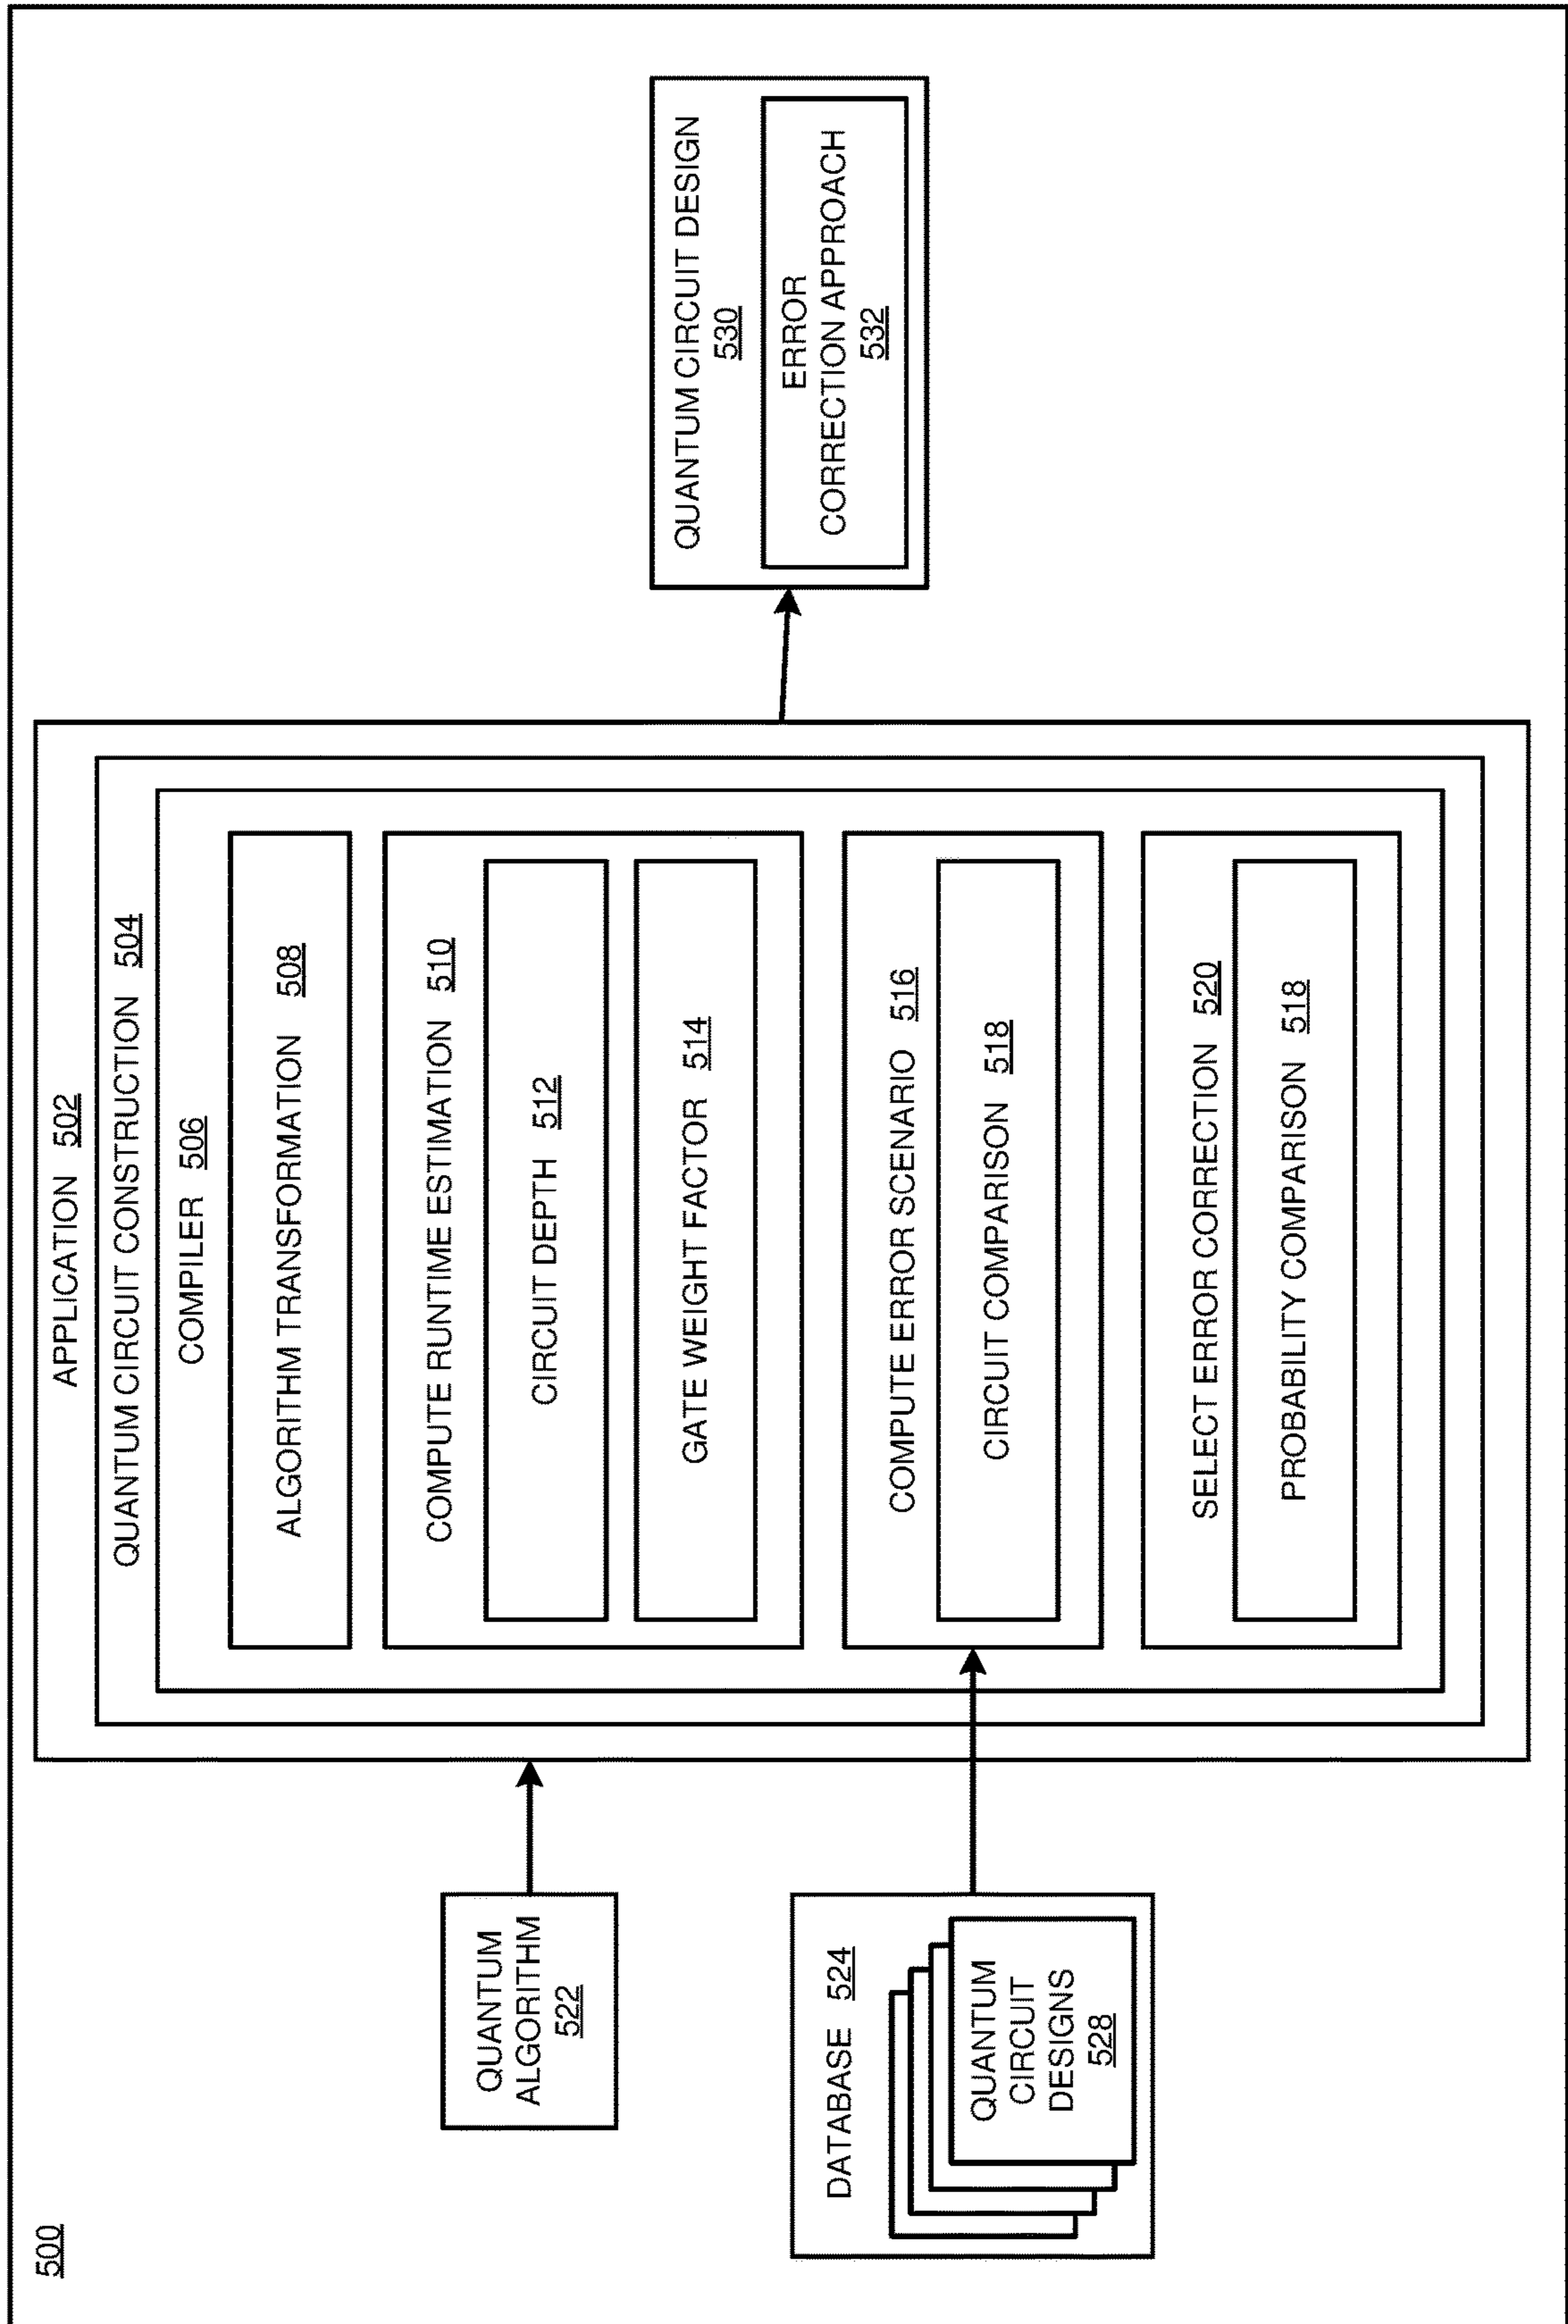 500
QUANTUM
ALGORITHM
522
DATABASE 524
QUANTUM
CIRCUIT
DESIGNS
528
APPLICATION 502
QUANTUM CIRCUIT CONSTRUCTION 504
COMPILER 506
ALGORITHM TRANSFORMATION 508
COMPUTE RUNTIME ESTIMATION 510
CIRCUIT DEPTH 512
GATE WEIGHT FACTOR 514
COMPUTE ERROR SCENARIO 516
CIRCUIT COMPARISON 518
SELECT ERROR CORRECTION 520
PROBABILITY COMPARISON 518
QUANTUM CIRCUIT DESIGN
530
ERROR
CORRECTION APPROACH
532